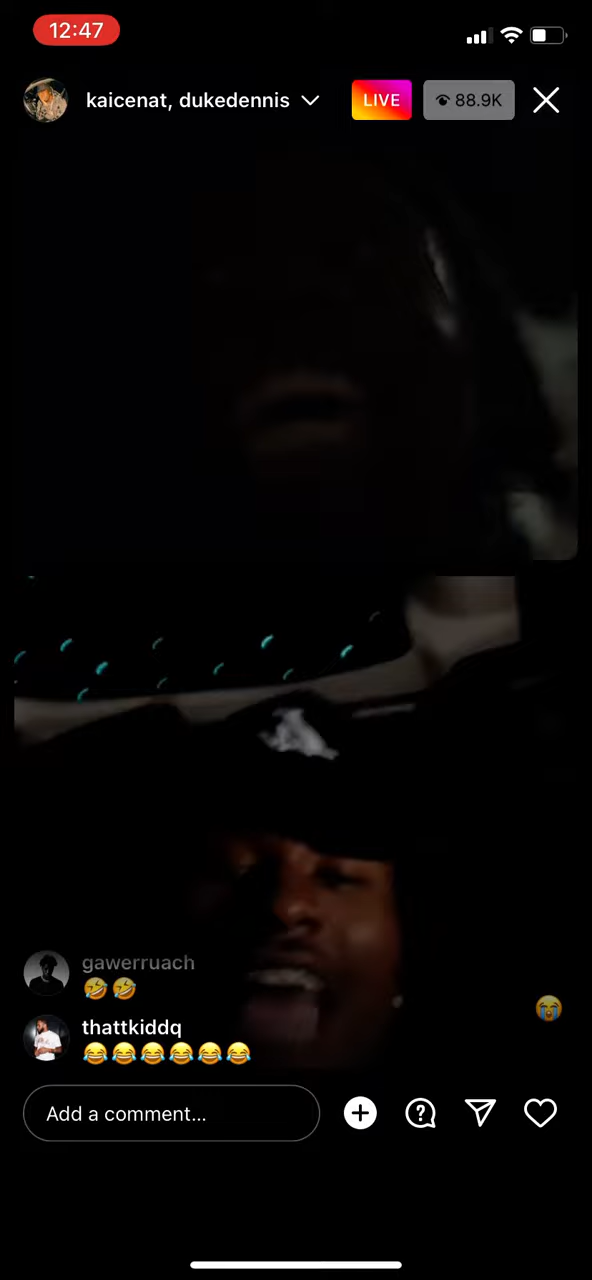 12:47
kaicenat, dukedennis
LIVE
88.9K
gawerruach
🤣🤣
thattkiddq
😂😂😂😂😂😂
Add a comment...